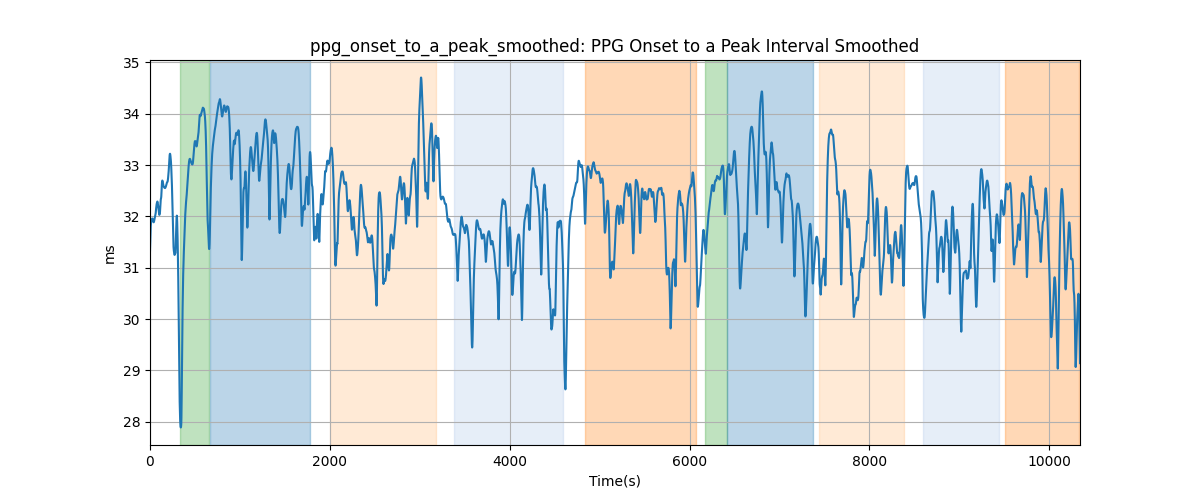 ppg_onset_to_a_peak_smoothed: PPG Onset to a Peak Interval Smoothed
35
34
33
32
31
30
29
28
ms
0 2000 4000 6000 8000 10000
Time(s)